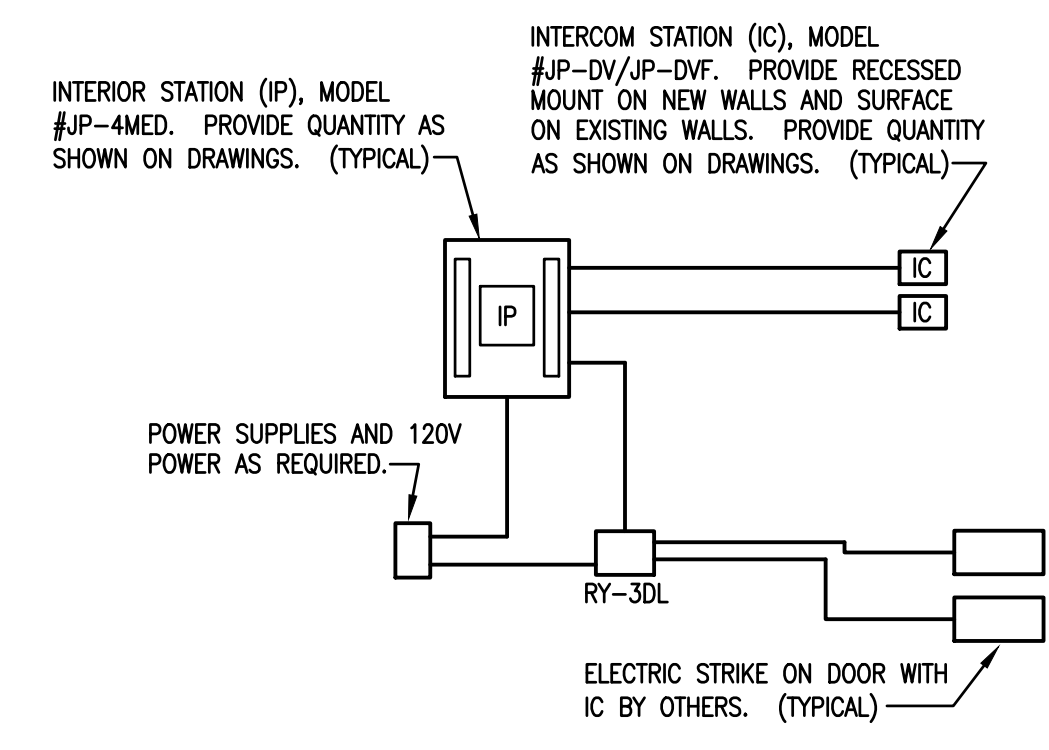 INTERCOM STATION (IC), MODEL
#JP-DV/JP-DVF. PROVIDE RECESSED
MOUNT ON NEW WALLS AND SURFACE
ON EXISTING WALLS. PROVIDE QUANTITY
AS SHOWN ON DRAWINGS. (TYPICAL)
INTERIOR STATION (IP), MODEL
#JP-4MED. PROVIDE QUANTITY AS
SHOWN ON DRAWINGS. (TYPICAL)
IC
IC
IP
POWER SUPPLIES AND 120V
POWER AS REQUIRED.
RY-3DL
ELECTRIC STRIKE ON DOOR WITH
IC BY OTHERS. (TYPICAL)